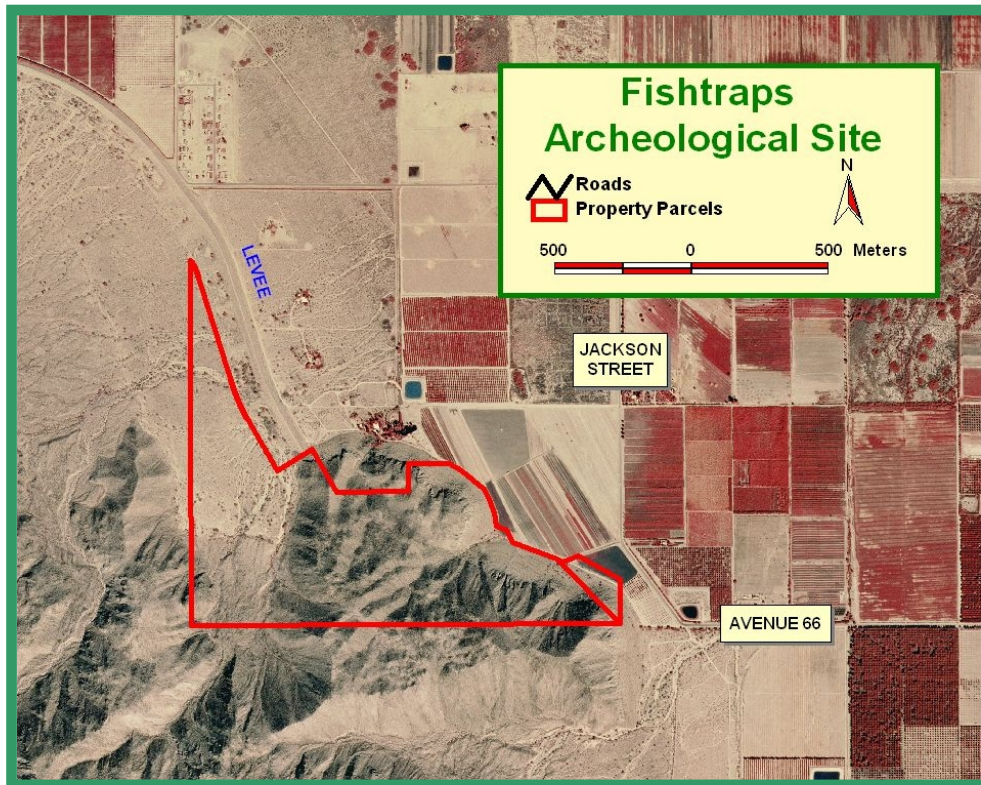 Fishtraps
Archeological Site
N
Roads
Property Parcels
500 0 500 Meters
LEVEE
JACKSON
STREET
AVENUE 66